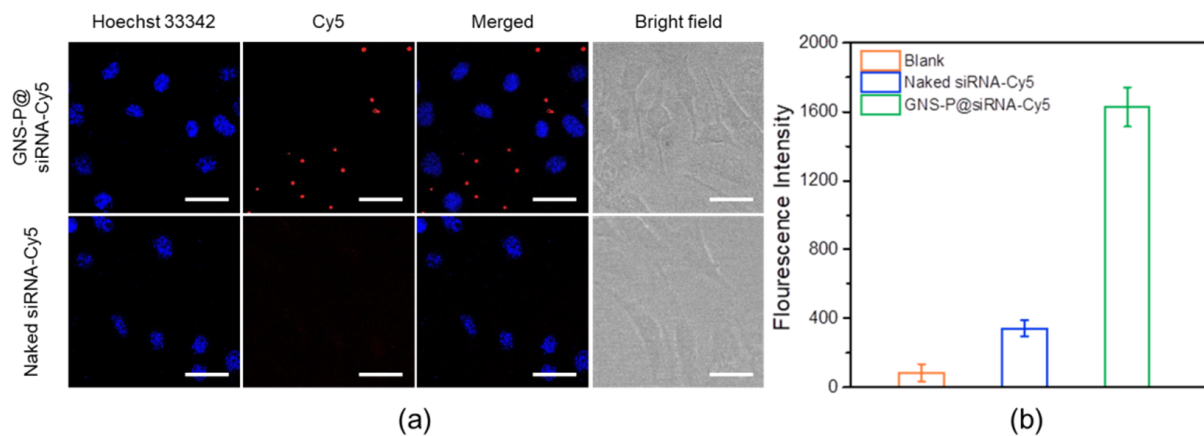 Hoechst 33342
Cy5
Merged
Bright field
GNS-P@
siRNA-Cy5
Naked siRNA-Cy5
(a)
2000
1600
1200
800
400
0
Flourescence Intensity
Blank
Naked siRNA-Cy5
GNS-P@siRNA-Cy5
(b)